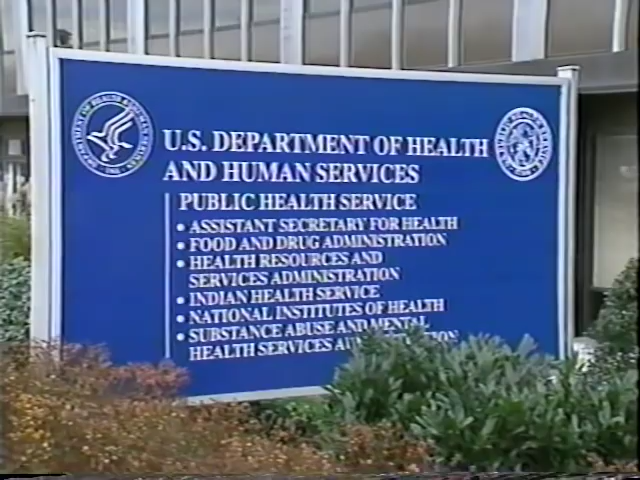 U.S. DEPARTMENT OF HEALTH
AND HUMAN SERVICES
PUBLIC HEALTH SERVICE
• ASSISTANT SECRETARY FOR HEALTH
• FOOD AND DRUG ADMINISTRATION
• HEALTH RESOURCES AND
SERVICES ADMINISTRATION
• INDIAN HEALTH SERVICE
• NATIONAL INSTITUTES OF HEALTH
• SUBSTANCE ABUSE AND MENTAL
HEALTH SERVICES